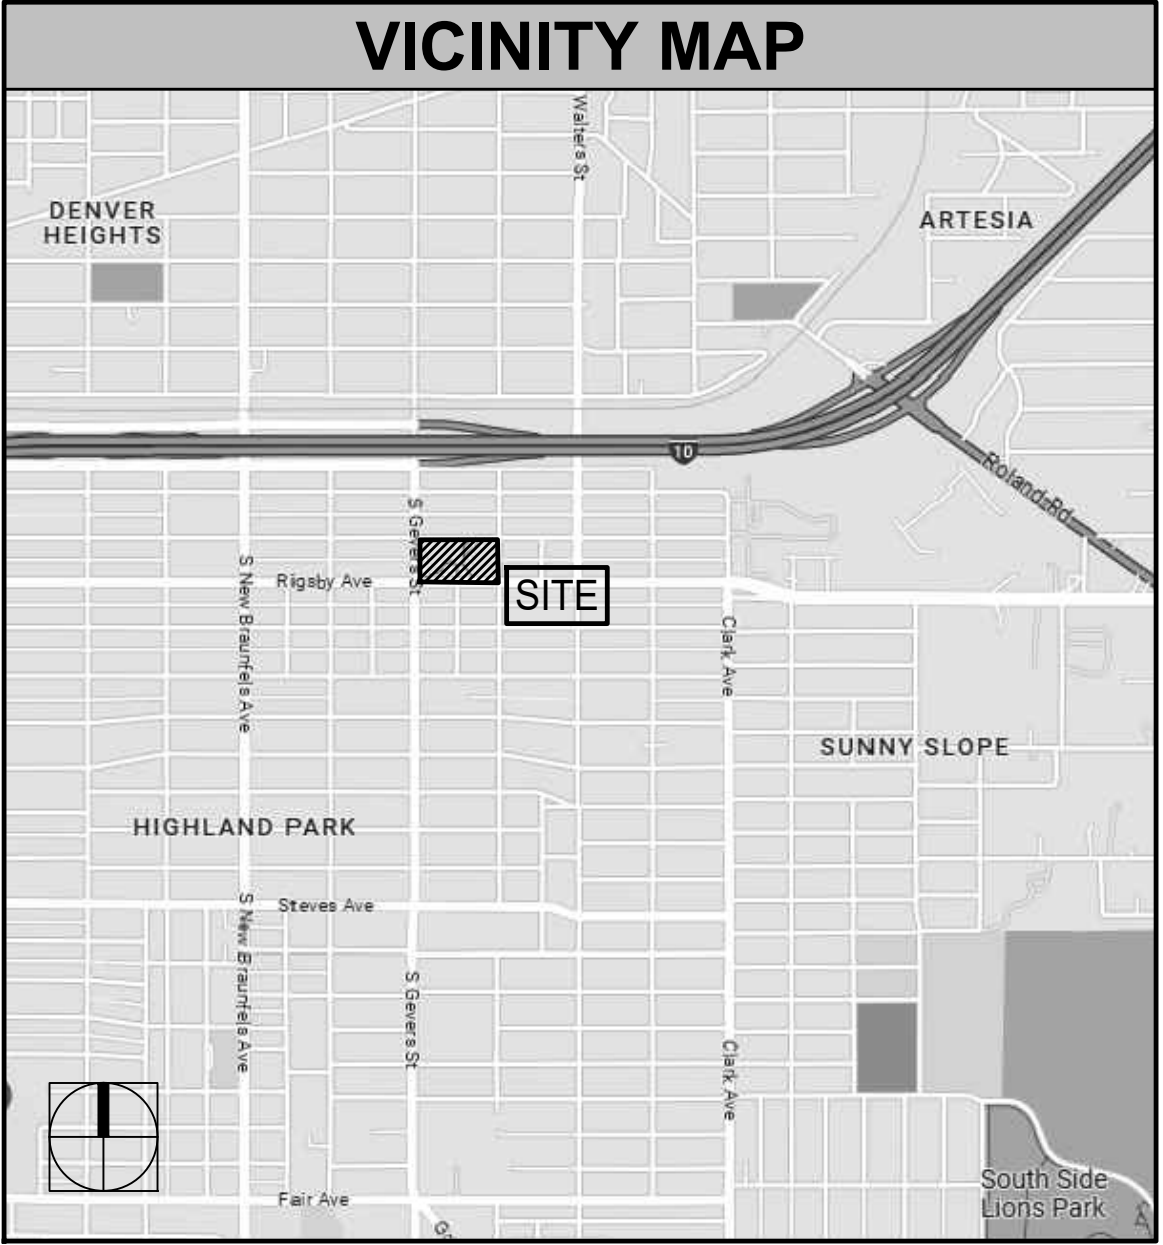 VICINITY MAP
Walters St
DENVER
HEIGHTS
ARTESIA
10
Roland Rd
S Gevers St
Rigsby Ave
SITE
S New Braunfels Ave
Clark Ave
SUNNY SLOPE
HIGHLAND PARK
Steves Ave
S New Braunfels Ave
S Gevers St
Clark Ave
South Side
Lions Park
Fair Ave